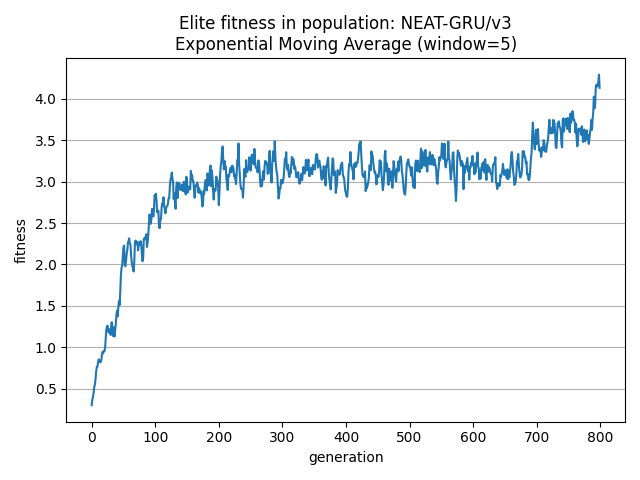 Elite fitness in population: NEAT-GRU/v3
Exponential Moving Average (window=5)
4.0
3.5
3.0
2.5
2.0
1.5
1.0
0.5
fitness
0 100 200 300 400 500 600 700 800
generation